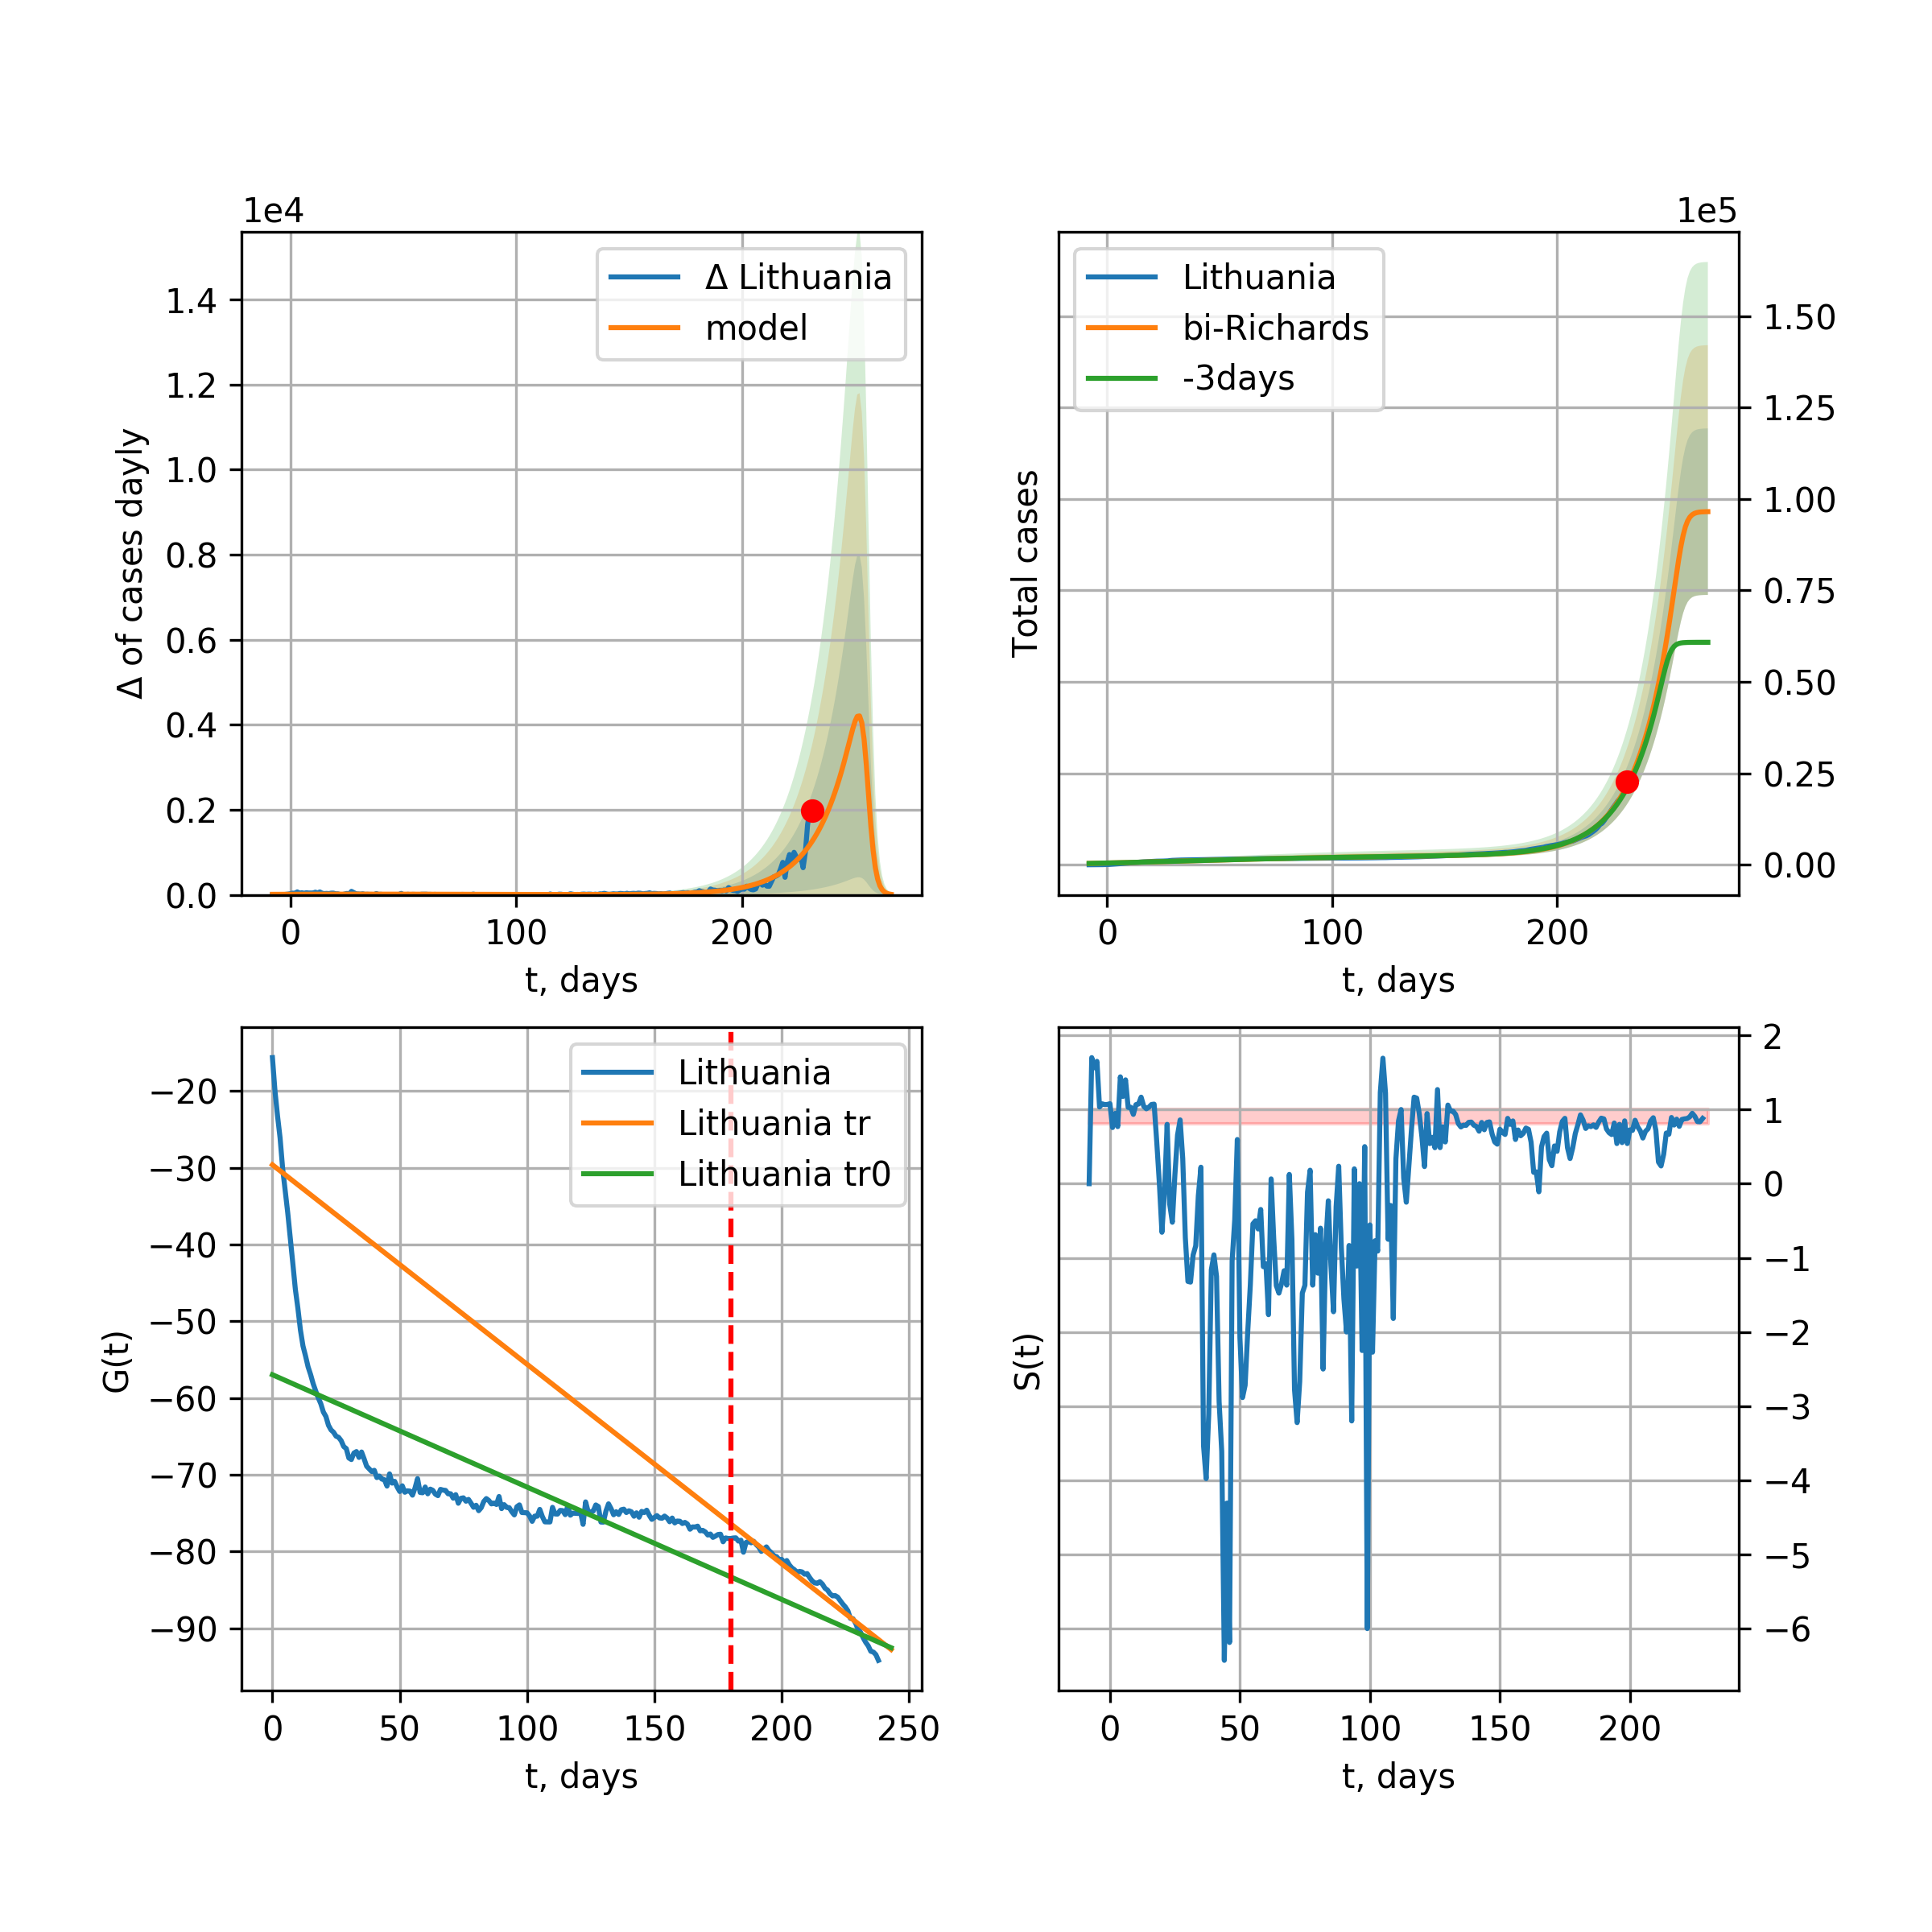 1e4
Δ of cases dayly
1.4
1.2
1.0
0.8
0.6
0.4
0.2
0.0
Δ Lithuania
model
0 100 200
t, days
1e5
Total cases
Lithuania
bi-Richards
-3days
1.50
1.25
1.00
0.75
0.50
0.25
0.00
0 100 200
t, days
G(t)
−20
−30
−40
−50
−60
−70
−80
−90
Lithuania
Lithuania tr
Lithuania tr0
0 50 100 150 200 250
t, days
S(t)
2
1
0
−1
−2
−3
−4
−5
−6
0 50 100 150 200
t, days